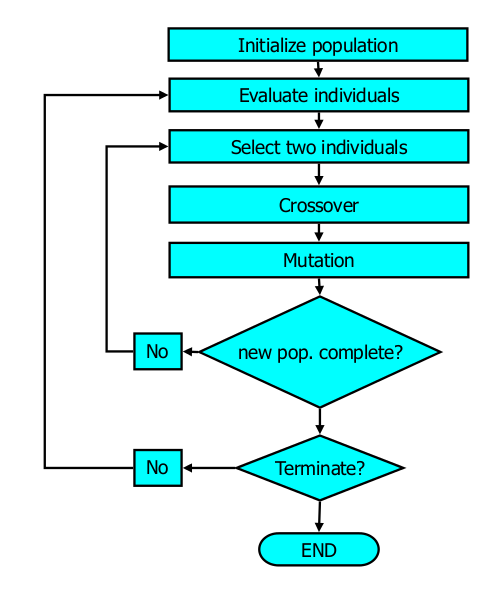 Initialize population
Evaluate individuals
Select two individuals
Crossover
Mutation
new pop. complete?
No
Terminate?
No
END